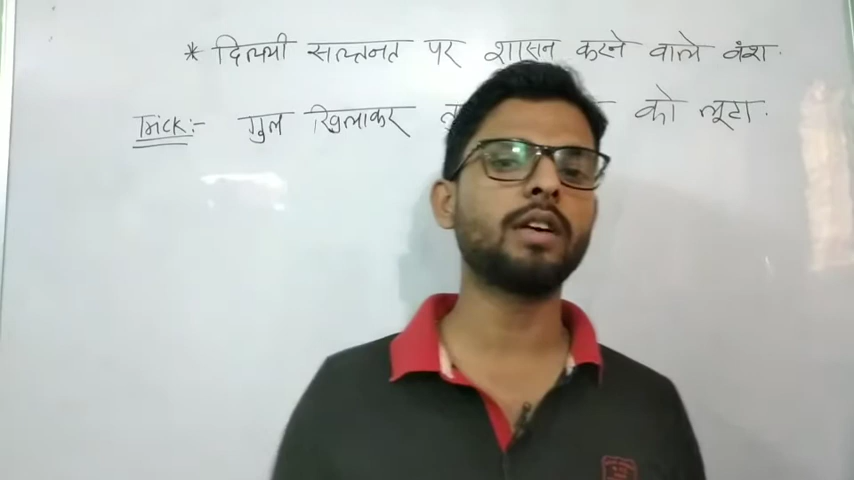 * दिल्ली सल्तनत पर शासन करने वाले वंश.
Trick:- गुल खिलाकर को लूटा.